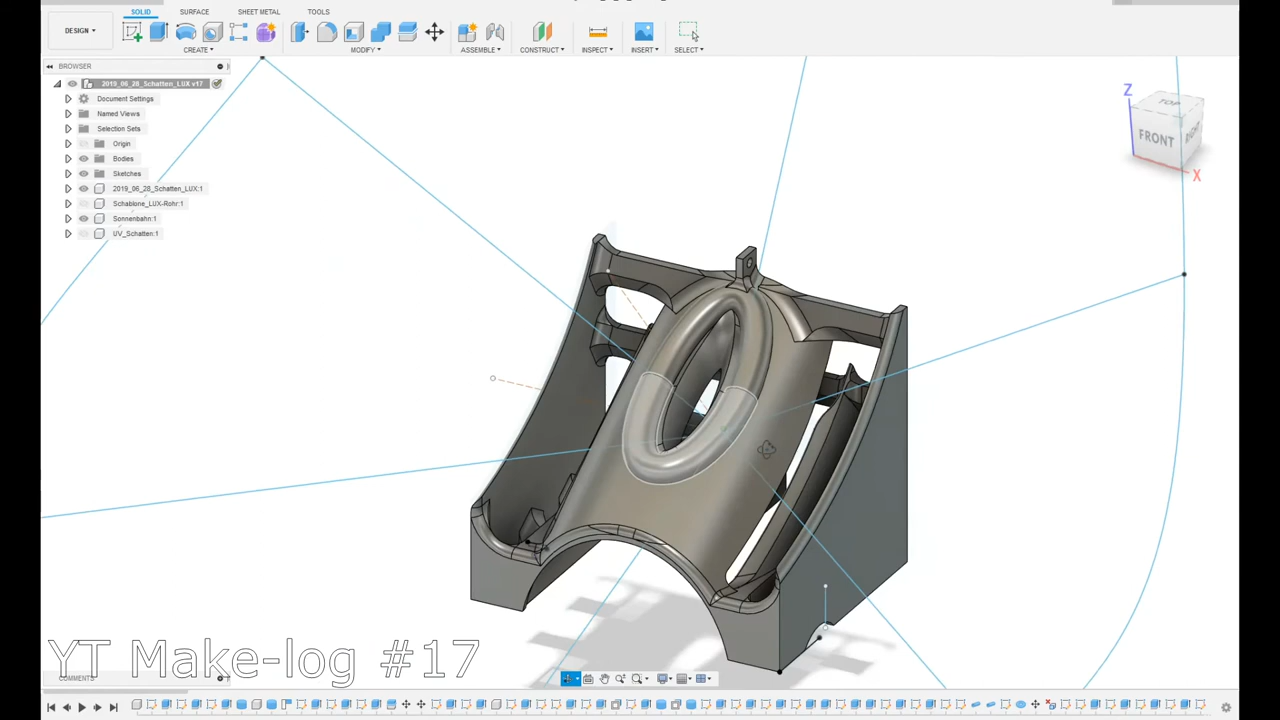 SOLID SURFACE SHEET METAL TOOLS
DESIGN ▾
CREATE ▾ MODIFY ▾ ASSEMBLE ▾ CONSTRUCT ▾ INSPECT ▾ INSERT ▾ SELECT ▾
BROWSER
2019_06_28_Schatten_LUX v17
Document Settings
Named Views
Selection Sets
Origin
Bodies
Sketches
2019_06_28_Schatten_LUX:1
Schablone_LUX-Rohr:1
Sonnenbahn:1
UV_Schatten:1
Z
TOP
FRONT
RIGHT
X
YT Make-log #17
COMMENTS